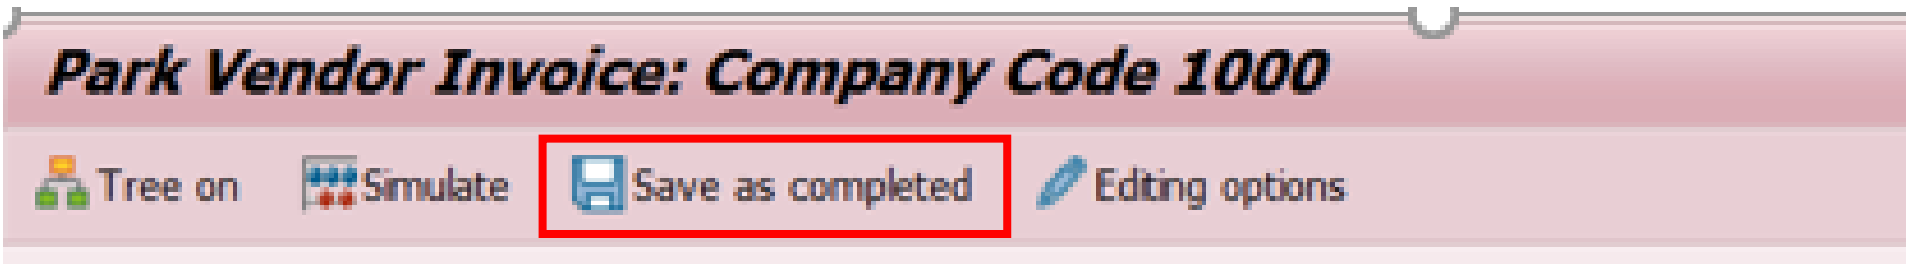 Park Vendor Invoice: Company Code 1000
Tree on Simulate Save as completed Editing options